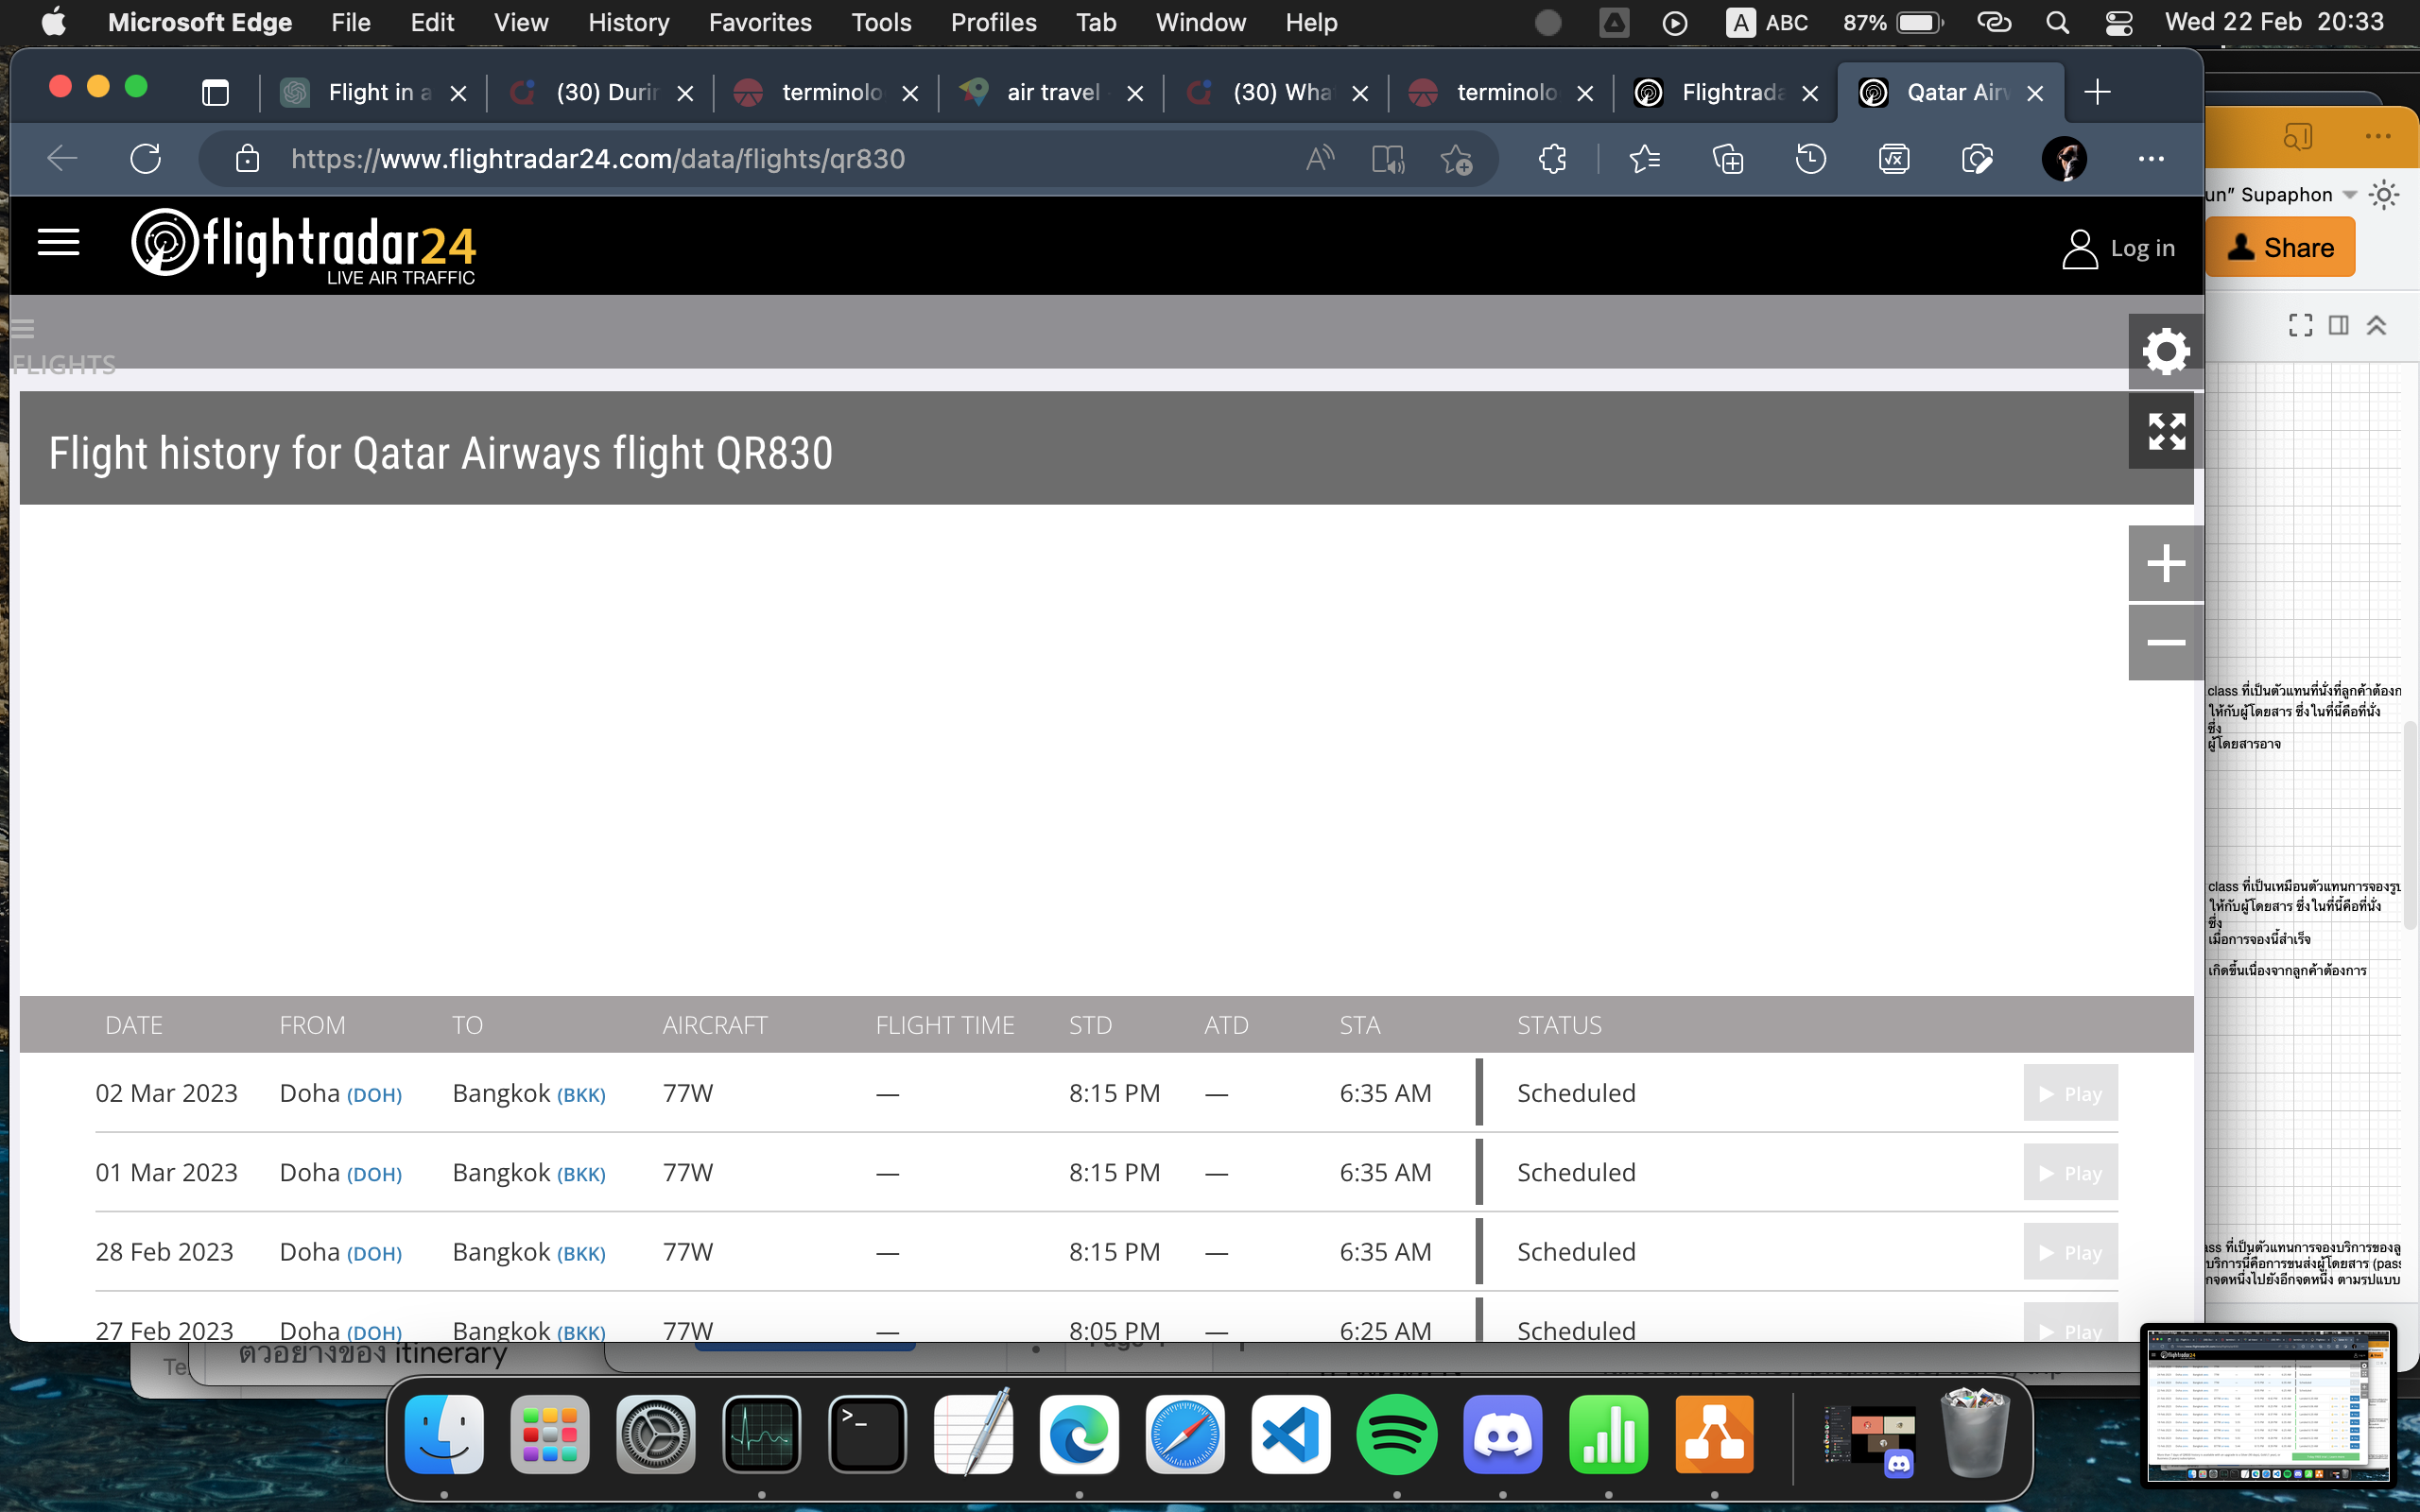 Microsoft Edge File Edit View History Favorites Tools Profiles Tab Window Help A ABC 87% Wed 22 Feb 20:33
Flight in a (30) Durir terminolo air travel (30) Wha terminolo Flightrada Qatar Airw
https://www.flightradar24.com/data/flights/qr830
un” Supaphon
flightradar24
LIVE AIR TRAFFIC
Log in
Share
FLIGHTS
Flight history for Qatar Airways flight QR830
class ที่เป็นตัวแทนที่นั่งที่ลูกค้าต้องก
ให้กับผู้โดยสาร ซึ่งในที่นี้คือที่นั่ง
ซึ่ง
ผู้โดยสารอาจ
class ที่เป็นเหมือนตัวแทนการจองรูป
ให้กับผู้โดยสาร ซึ่งในที่นี้คือที่นั่ง
ซึ่ง
เมื่อการจองนี้สำเร็จ
เกิดขึ้นเนื่องจากลูกค้าต้องการ
DATE FROM TO AIRCRAFT FLIGHT TIME STD ATD STA STATUS
02 Mar 2023 Doha (DOH) Bangkok (BKK) 77W — 8:15 PM — 6:35 AM Scheduled Play
01 Mar 2023 Doha (DOH) Bangkok (BKK) 77W — 8:15 PM — 6:35 AM Scheduled Play
28 Feb 2023 Doha (DOH) Bangkok (BKK) 77W — 8:15 PM — 6:35 AM Scheduled Play
ass ที่เป็นตัวแทนการจองบริการของลู
บริการนี้คือการขนส่งผู้โดยสาร (pass
กจุดหนึ่งไปยังอีกจุดหนึ่ง ตามรูปแบบ
27 Feb 2023 Doha (DOH) Bangkok (BKK) 77W — 8:05 PM — 6:25 AM Scheduled Play
Te
ตัวอย่างของ itinerary